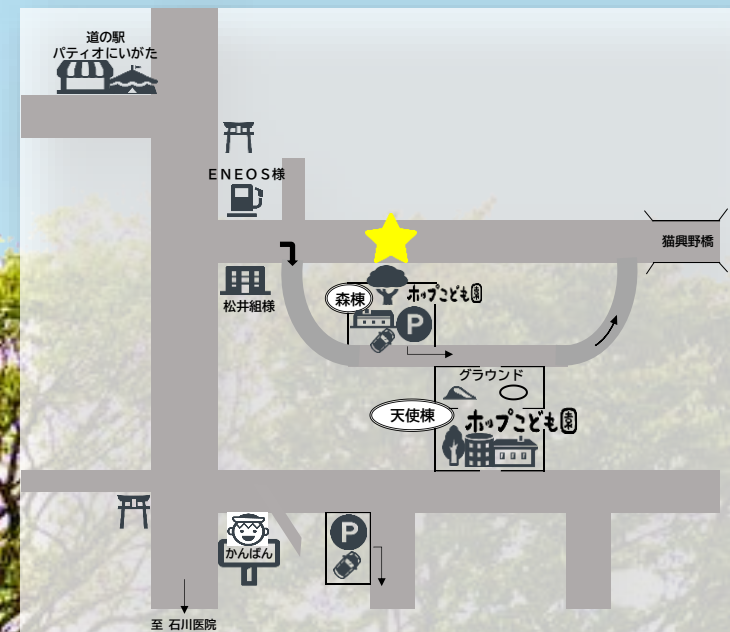 道の駅
パティオにいがた
ENEOS様
猫興野橋
松井組様
森棟
ホップこども園
P
グラウンド
天使棟
ホップこども園
かんばん
P
至 石川医院